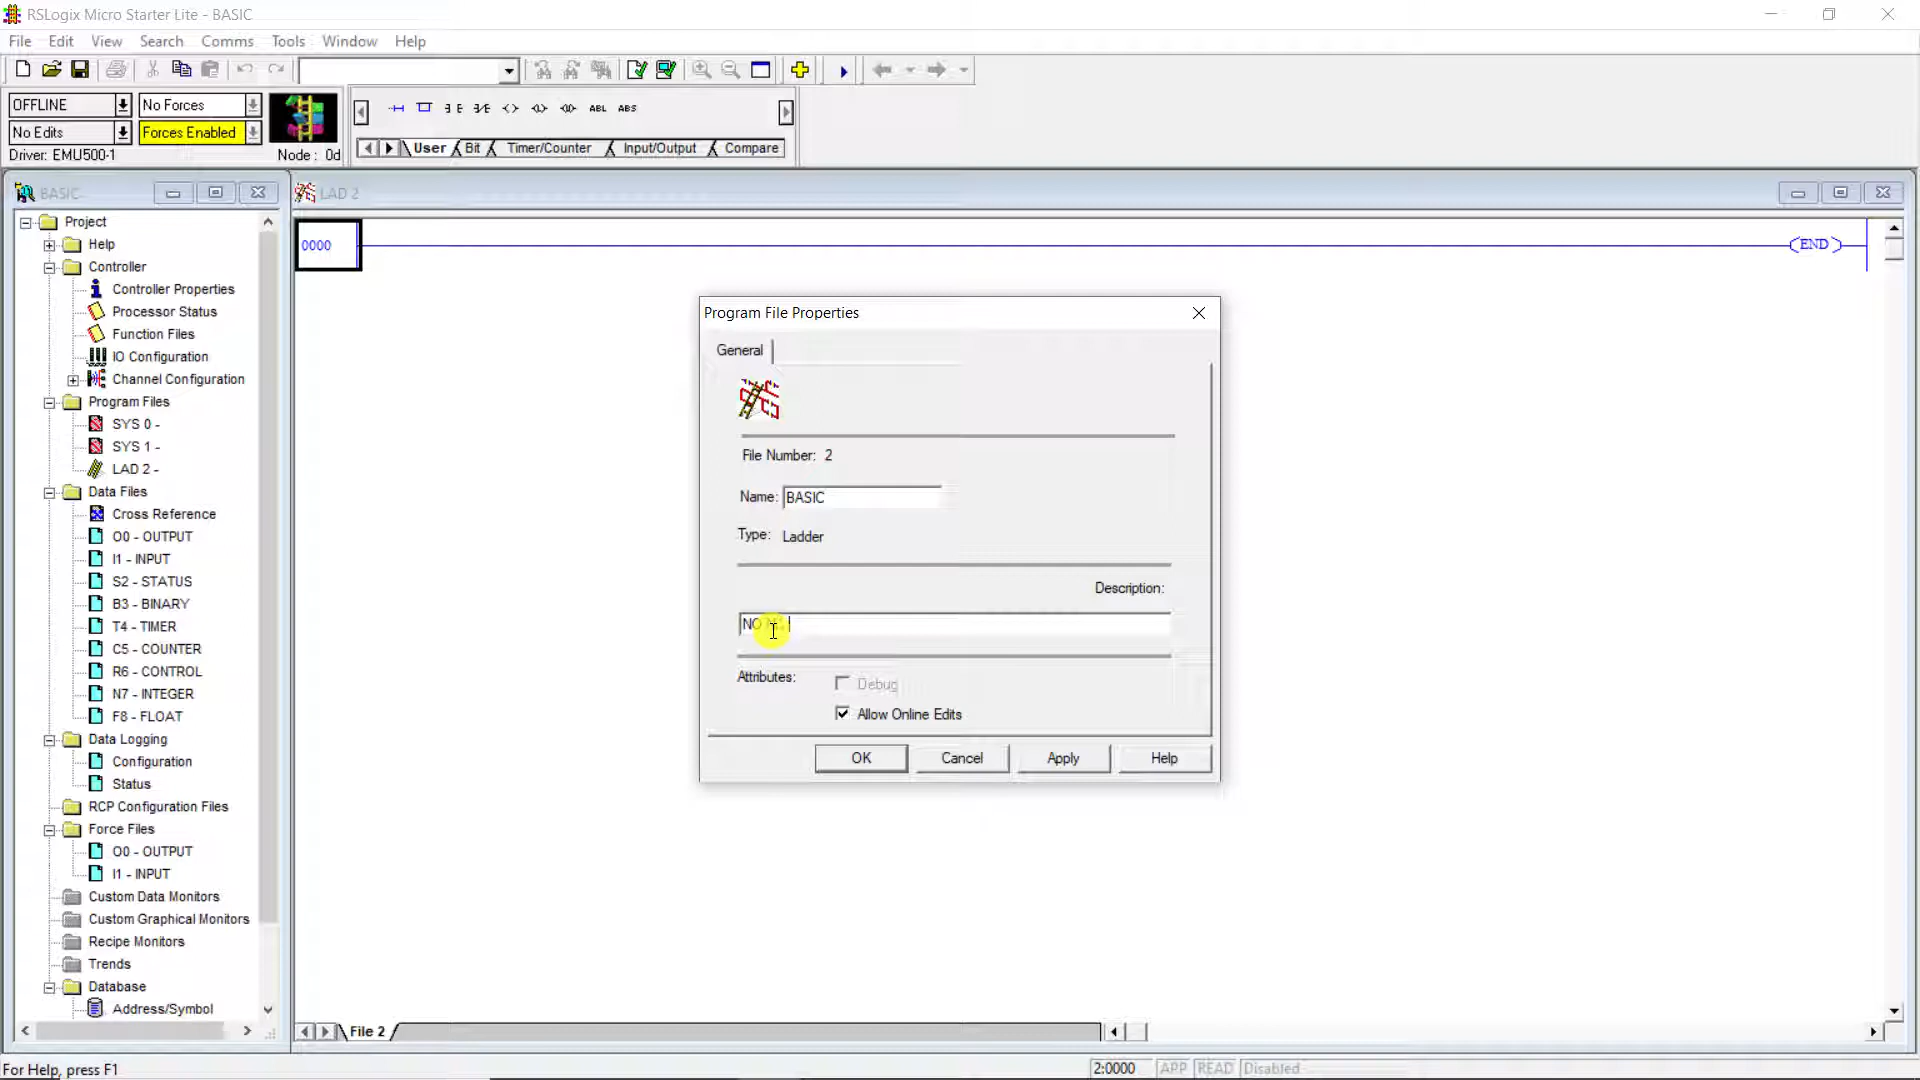 RSLogix Micro Starter Lite - BASIC
File Edit View Search Comms Tools Window Help
OFFLINE No Forces
No Edits Forces Enabled
Driver: EMU500-1 Node : 0d
ABL ABS
User Bit Timer/Counter Input/Output Compare
BASIC
Project
Help
Controller
Controller Properties
Processor Status
Function Files
IO Configuration
Channel Configuration
Program Files
SYS 0 -
SYS 1 -
LAD 2 -
Data Files
Cross Reference
O0 - OUTPUT
I1 - INPUT
S2 - STATUS
B3 - BINARY
T4 - TIMER
C5 - COUNTER
R6 - CONTROL
N7 - INTEGER
F8 - FLOAT
Data Logging
Configuration
Status
RCP Configuration Files
Force Files
O0 - OUTPUT
I1 - INPUT
Custom Data Monitors
Custom Graphical Monitors
Recipe Monitors
Trends
Database
Address/Symbol
LAD 2
0000
END
Program File Properties
General
File Number: 2
Name: BASIC
Type: Ladder
Description:
NO
Attributes:
Debug
Allow Online Edits
OK Cancel Apply Help
File 2
For Help, press F1
2:0000 APP READ Disabled